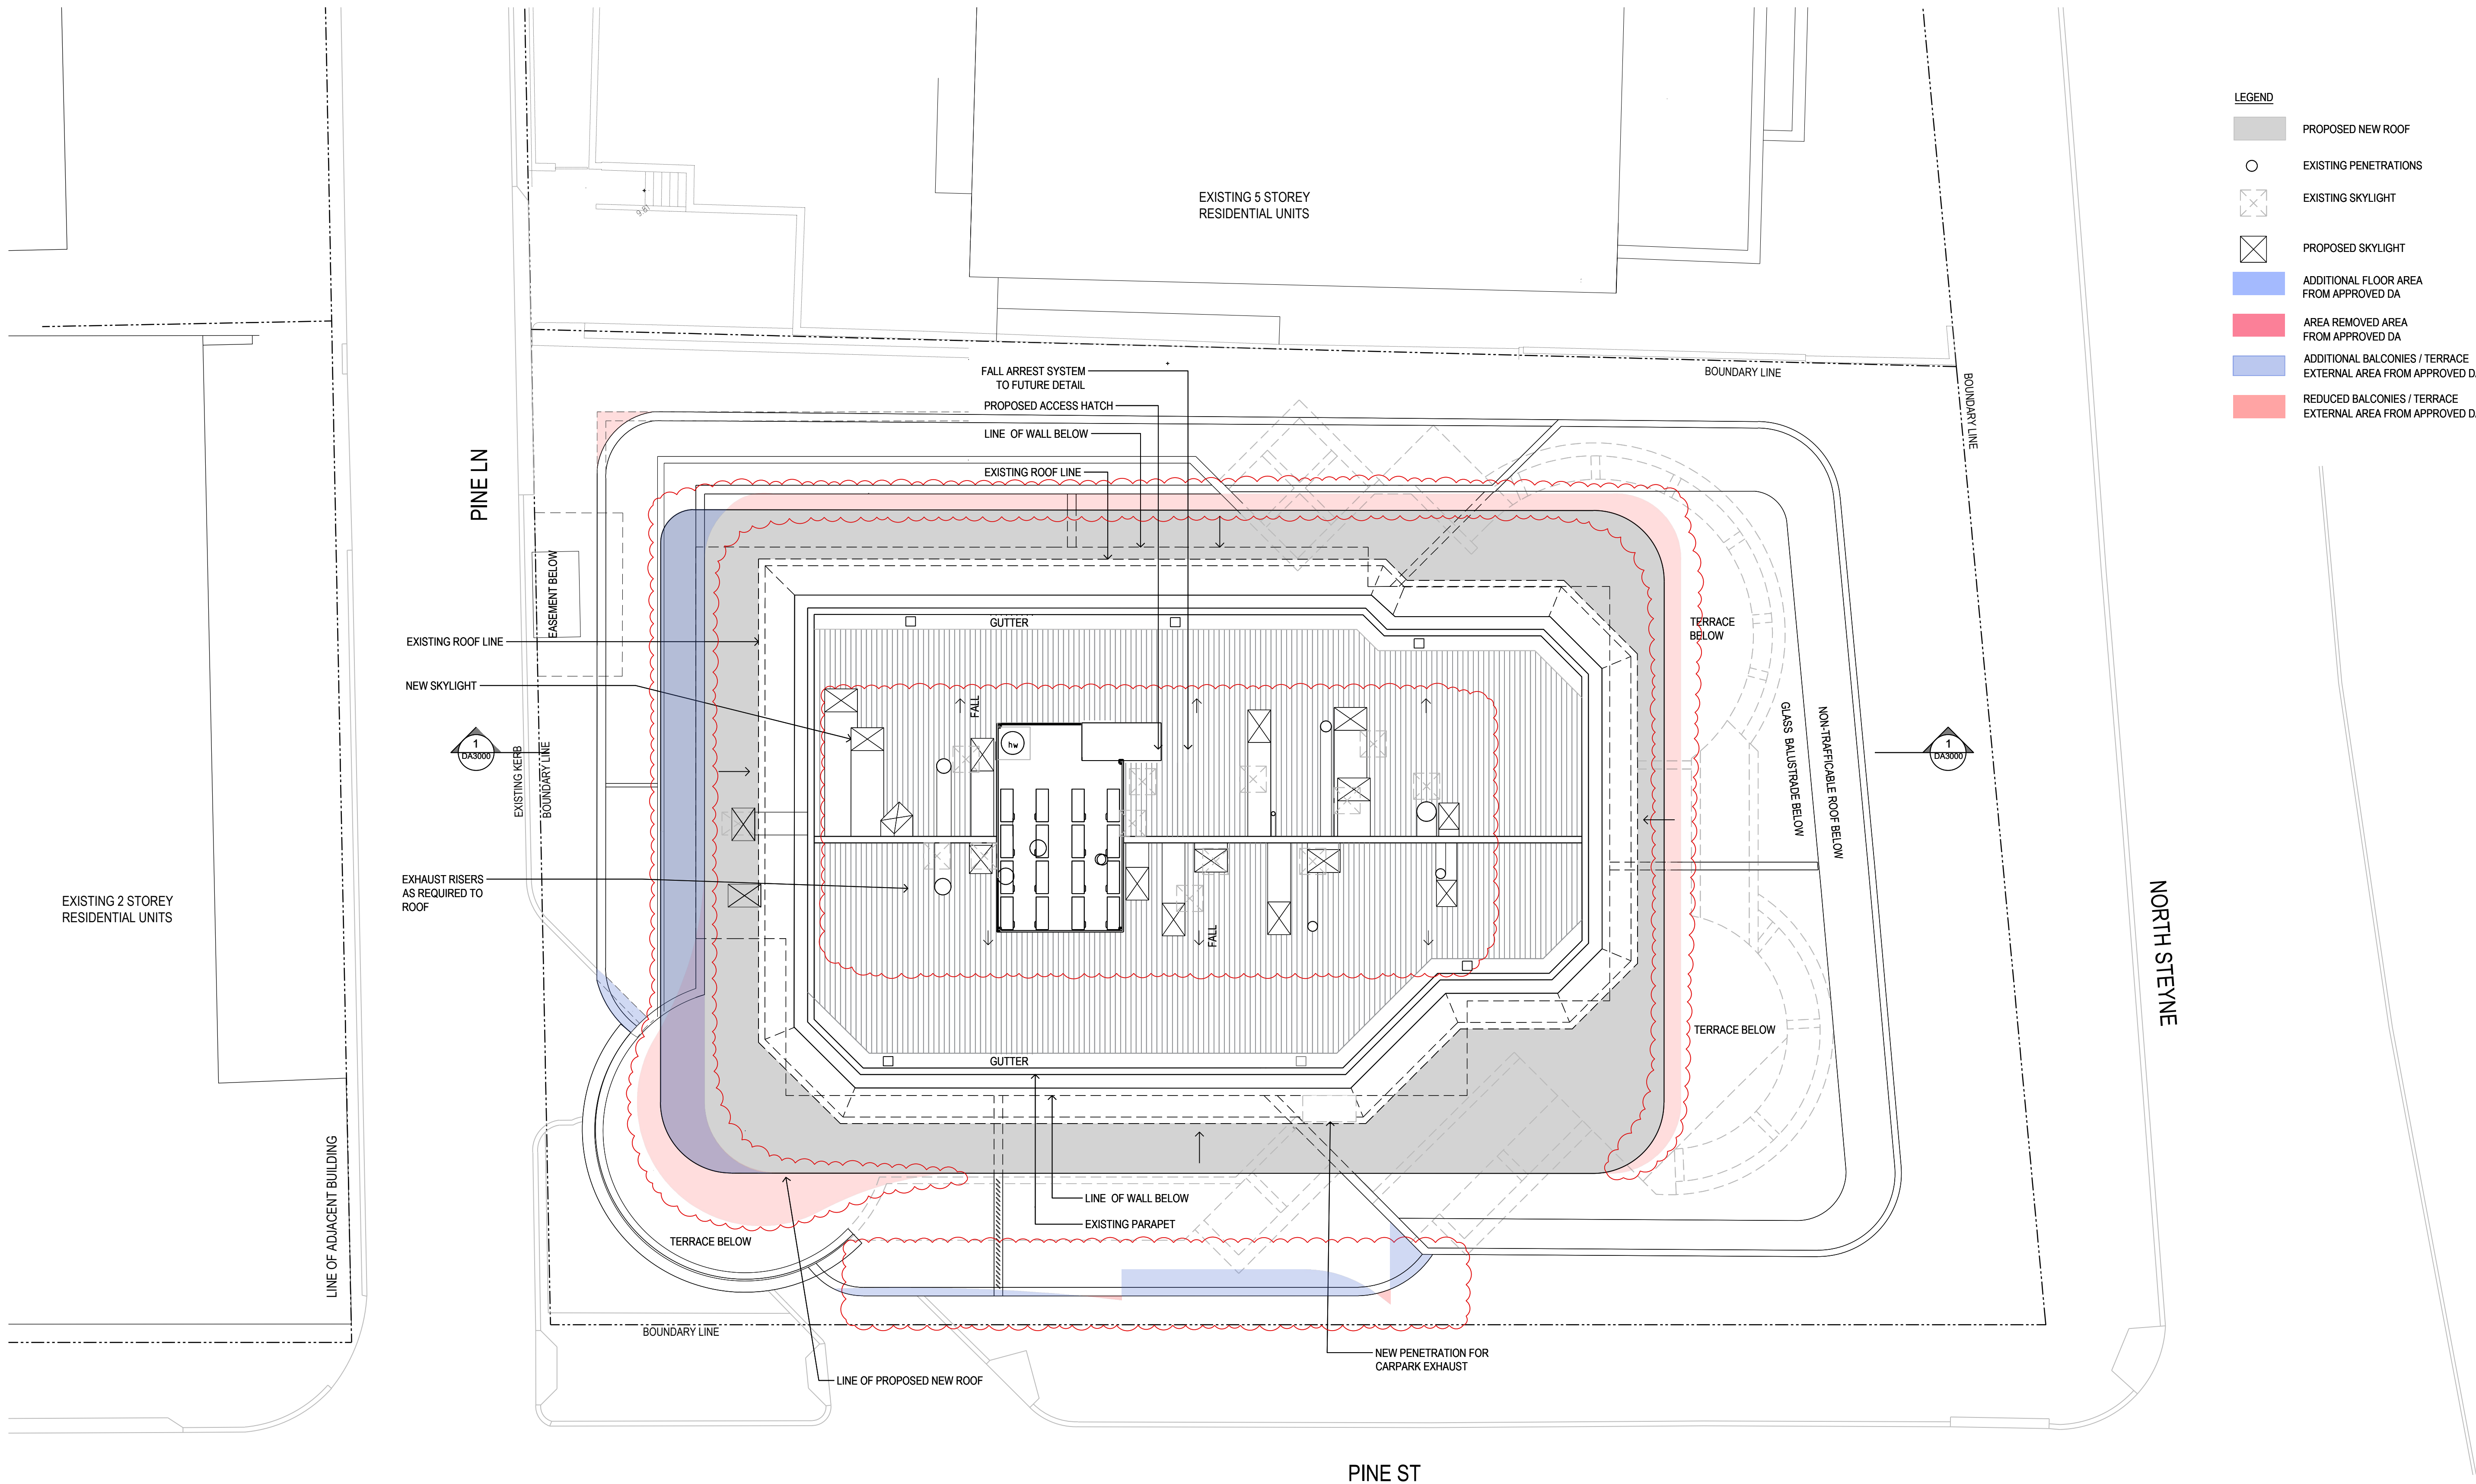 LEGEND
PROPOSED NEW ROOF
EXISTING PENETRATIONS
EXISTING SKYLIGHT
PROPOSED SKYLIGHT
ADDITIONAL FLOOR AREA
FROM APPROVED DA
AREA REMOVED AREA
FROM APPROVED DA
ADDITIONAL BALCONIES / TERRACE
EXTERNAL AREA FROM APPROVED D
REDUCED BALCONIES / TERRACE
EXTERNAL AREA FROM APPROVED D
EXISTING 5 STOREY
RESIDENTIAL UNITS
9.81
BOUNDARY LINE
BOUNDARY LINE
FALL ARREST SYSTEM
TO FUTURE DETAIL
PROPOSED ACCESS HATCH
LINE OF WALL BELOW
EXISTING ROOF LINE
PINE LN
EASEMENT BELOW
EXISTING ROOF LINE
NEW SKYLIGHT
1
DA3000
EXISTING KERB
BOUNDARY LINE
EXHAUST RISERS
AS REQUIRED TO
ROOF
GUTTER
FALL
hw
FALL
GUTTER
TERRACE
BELOW
GLASS BALUSTRADE BELOW
NON-TRAFFICABLE ROOF BELOW
1
DA3000
TERRACE BELOW
NORTH STEYNE
EXISTING 2 STOREY
RESIDENTIAL UNITS
LINE OF ADJACENT BUILDING
LINE OF WALL BELOW
EXISTING PARAPET
TERRACE BELOW
BOUNDARY LINE
LINE OF PROPOSED NEW ROOF
NEW PENETRATION FOR
CARPARK EXHAUST
PINE ST